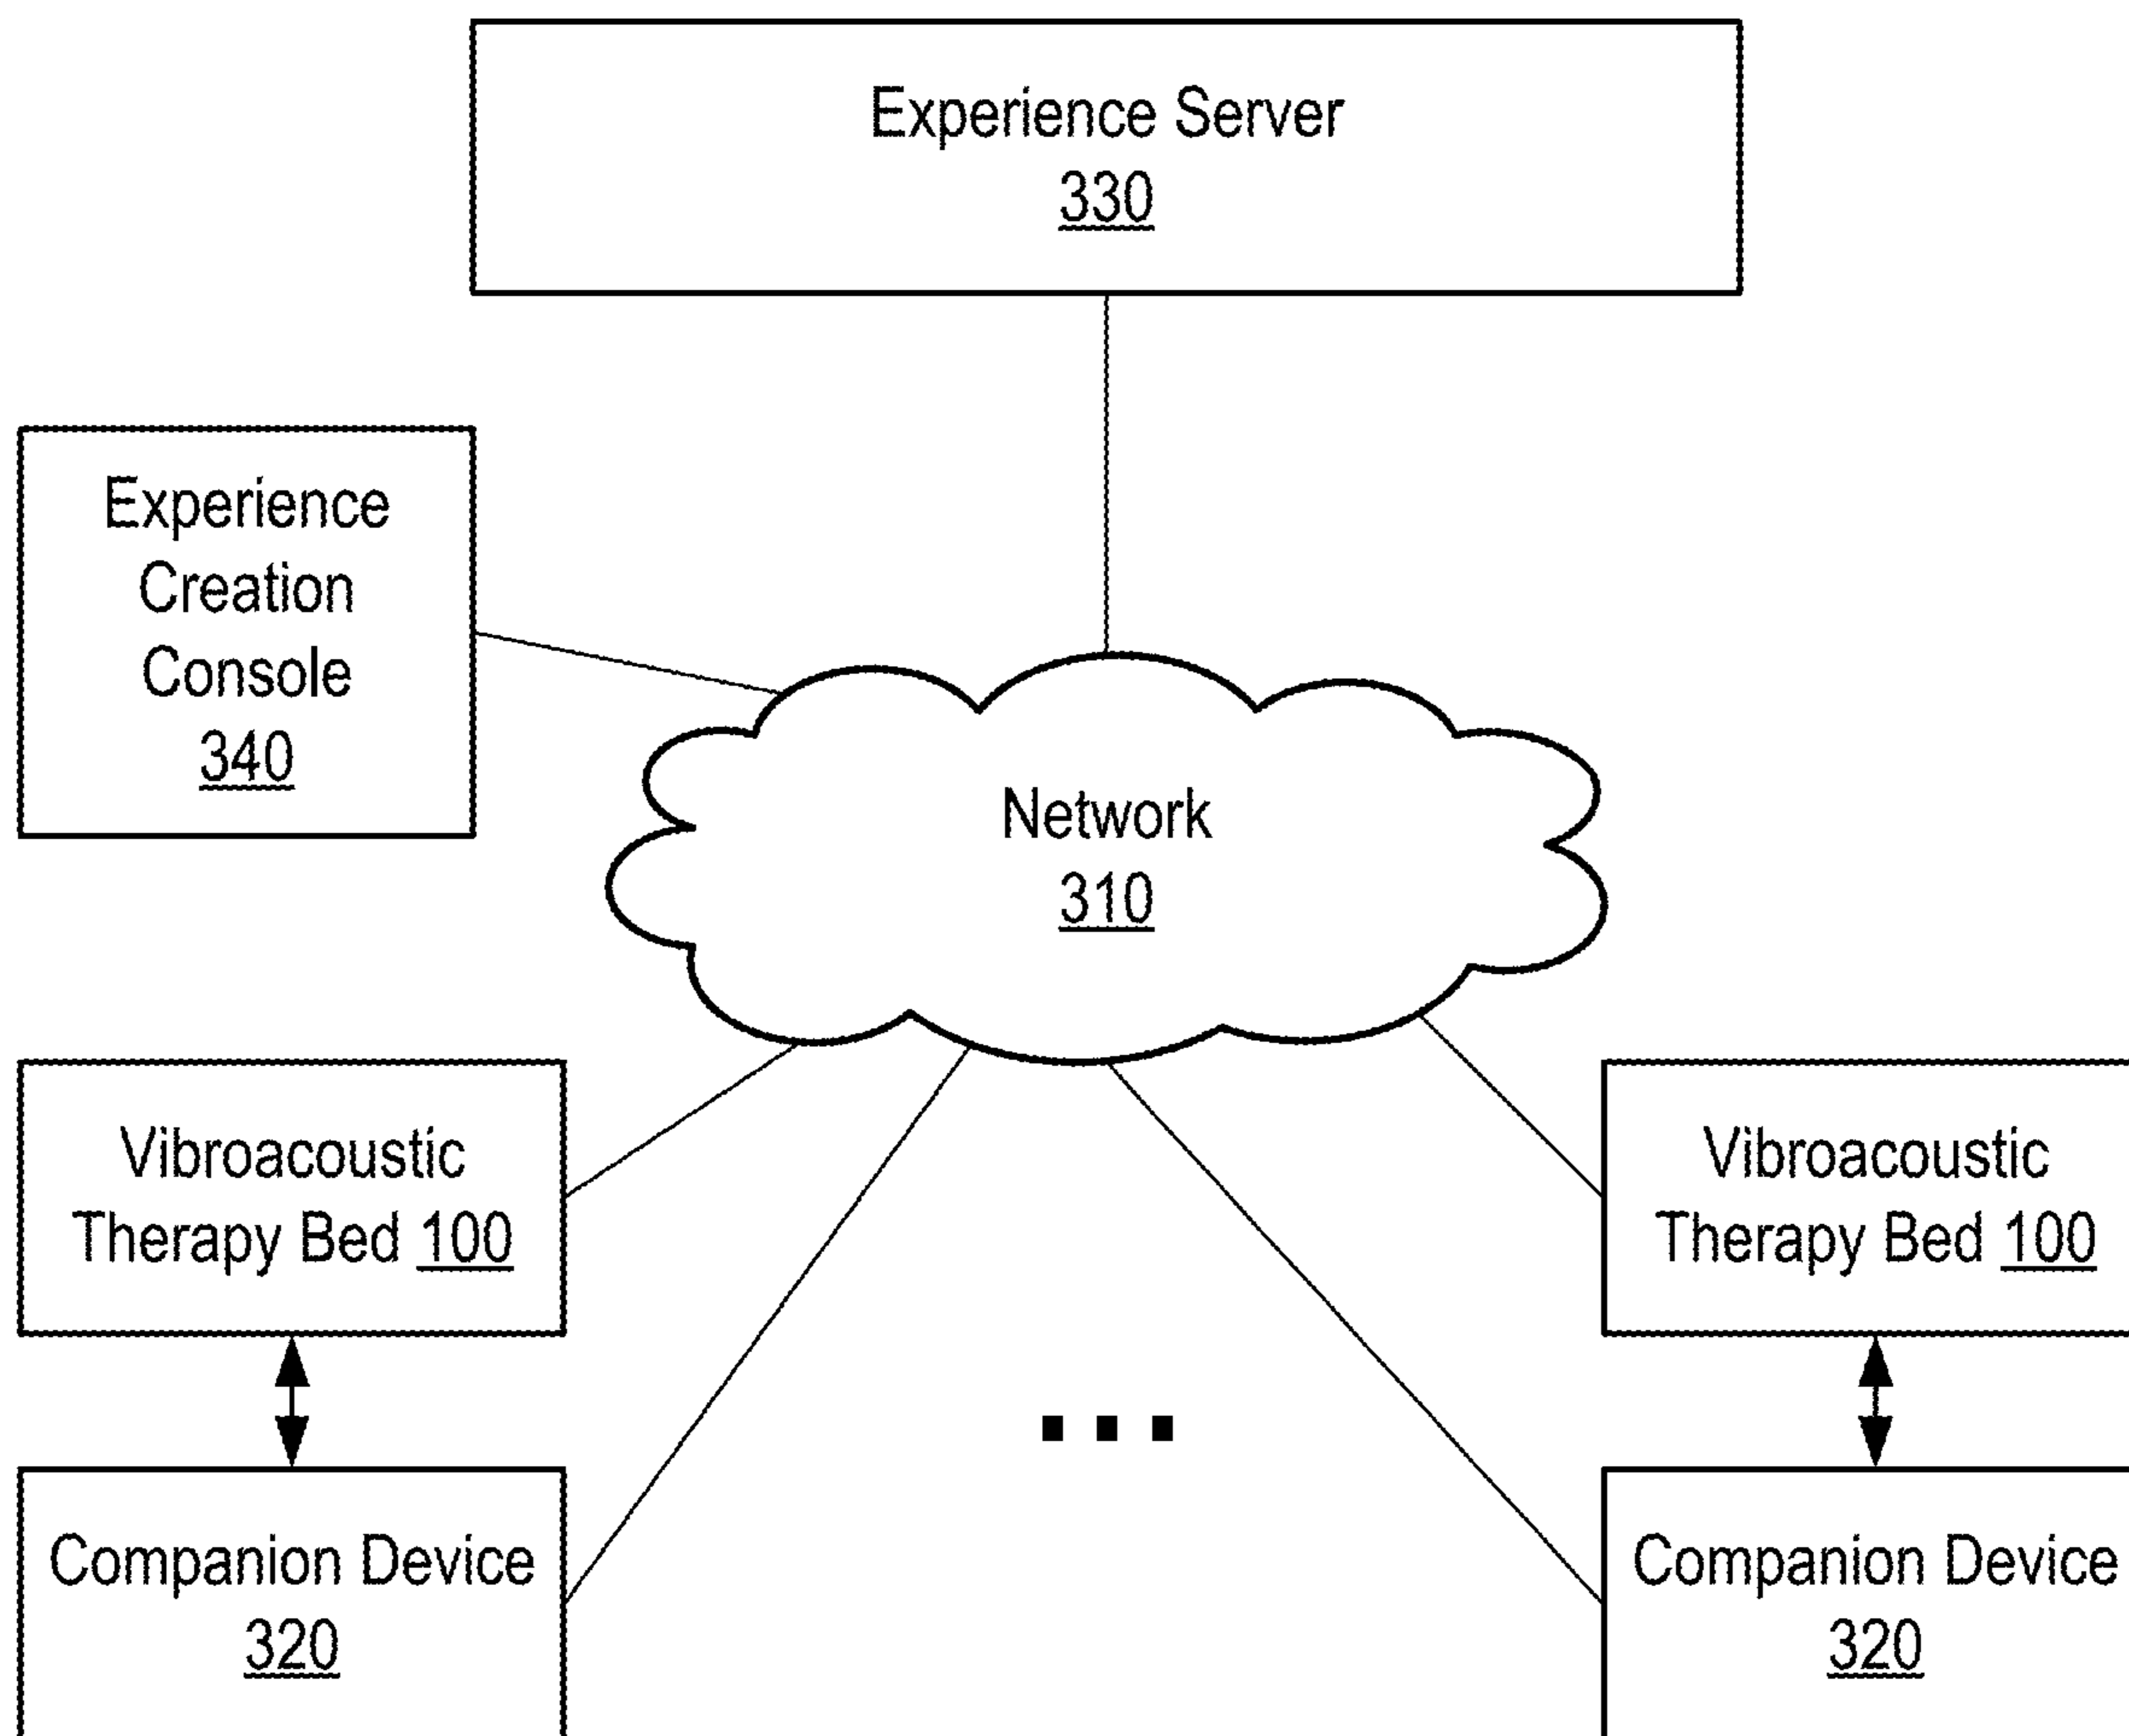 Experience Server
330
Experience
Creation
Console
340
Network
310
Vibroacoustic
Therapy Bed 100
Vibroacoustic
Therapy Bed 100
...
Companion Device
320
Companion Device
320